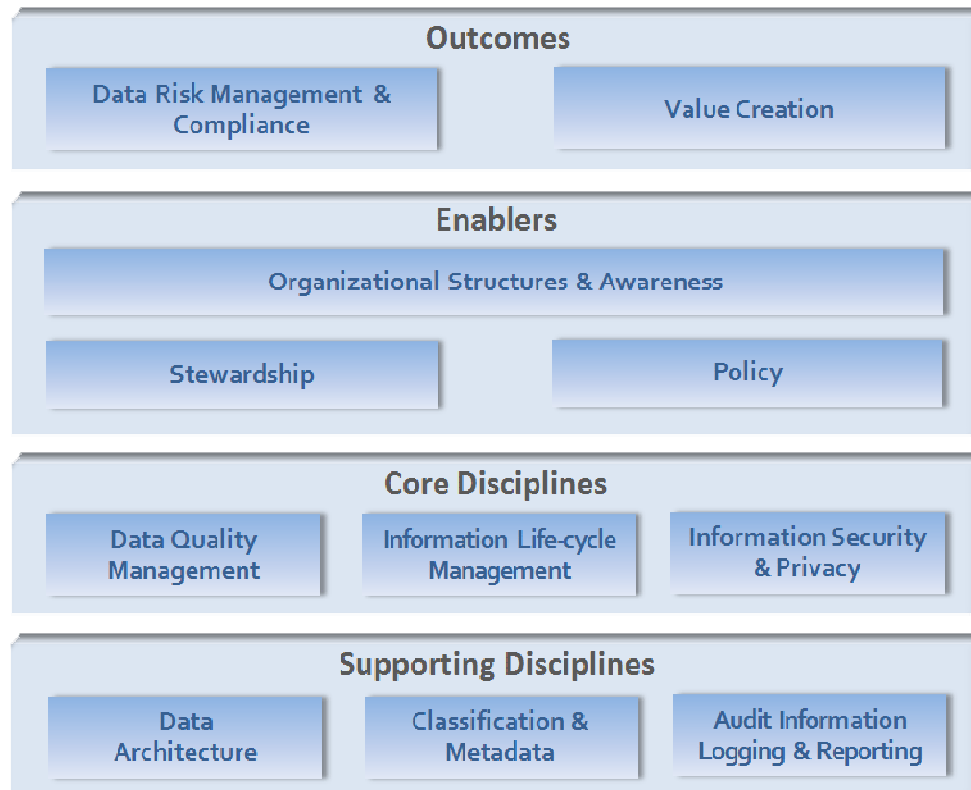 Outcomes
Data Risk Management &
Compliance
Value Creation
Enablers
Organizational Structures & Awareness
Stewardship
Policy
Core Disciplines
Data Quality
Management
Information Life-cycle
Management
Information Security
& Privacy
Supporting Disciplines
Data
Architecture
Classification &
Metadata
Audit Information
Logging & Reporting